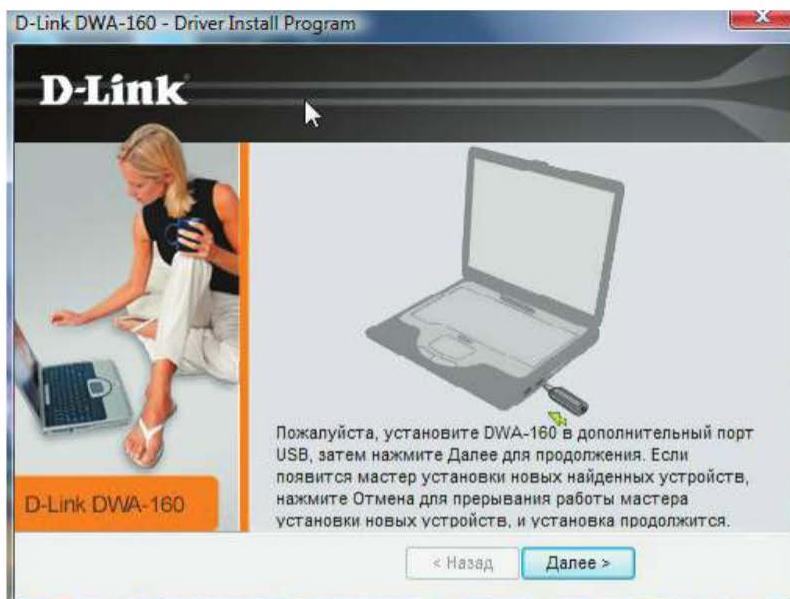 D-Link DWA-160 - Driver Install Program
D-Link
Пожалуйста, установите DWA-160 в дополнительный порт
USB, затем нажмите Далее для продолжения. Если
появится мастер установки новых найденных устройств,
нажмите Отмена для прерывания работы мастера
установки новых устройств, и установка продолжится.
D-Link DWA-160
< Назад
Далее >